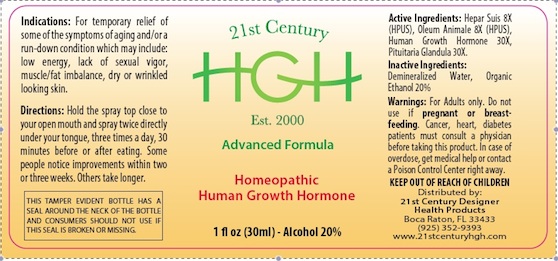 Indications: For temporary relief of
some of the symptoms of aging and/or a
run-down condition which may include:
low energy, lack of sexual vigor,
muscle/fat imbalance, dry or wrinkled
looking skin.
Directions: Hold the spray top close to
your open mouth and spray twice directly
under your tongue, three times a day, 30
minutes before or after eating. Some
people notice improvements within two
or three weeks. Others take longer.
THIS TAMPER EVIDENT BOTTLE HAS A
SEAL AROUND THE NECK OF THE BOTTLE
AND CONSUMERS SHOULD NOT USE IF
THIS SEAL IS BROKEN OR MISSING.
21st Century
HGH
Est. 2000
Advanced Formula
Homeopathic
Human Growth Hormone
1 fl oz (30ml) - Alcohol 20%
Active Ingredients: Hepar Suis 8X
(HPUS), Oleum Animale 8X (HPUS),
Human Growth Hormone 30X,
Pituitaria Glandula 30X.
Inactive Ingredients:
Demineralized Water, Organic
Ethanol 20%
Warnings: For Adults only. Do not
use if pregnant or breast-
feeding. Cancer, heart, diabetes
patients must consult a physician
before taking this product. In case of
overdose, get medical help or contact
a Poison Control Center right away.
KEEP OUT OF REACH OF CHILDREN
Distributed by:
21st Century Designer
Health Products
Boca Raton, FL 33433
(925) 352-9393
www.21stcenturyhgh.com